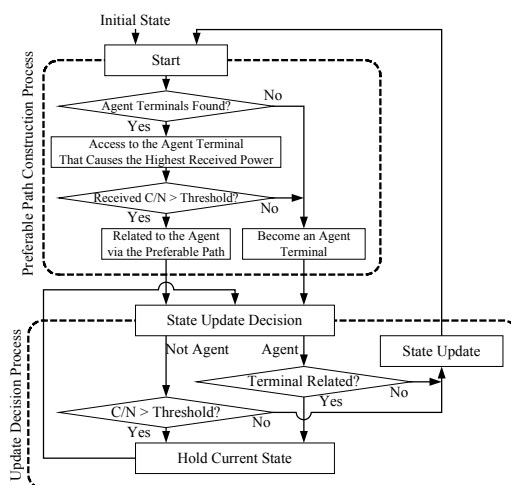 Initial State
Start
Agent Terminals Found?
No
Yes
Access to the Agent Terminal
That Causes the Highest Received Power
Received C/N > Threshold?
No
Yes
Related to the Agent
via the Preferable Path
Become an Agent
Terminal
Preferable Path Construction Process
State Update Decision
Not Agent
Agent
State Update
Terminal Related?
No
Yes
C/N > Threshold?
No
Yes
Hold Current State
Update Decision Process